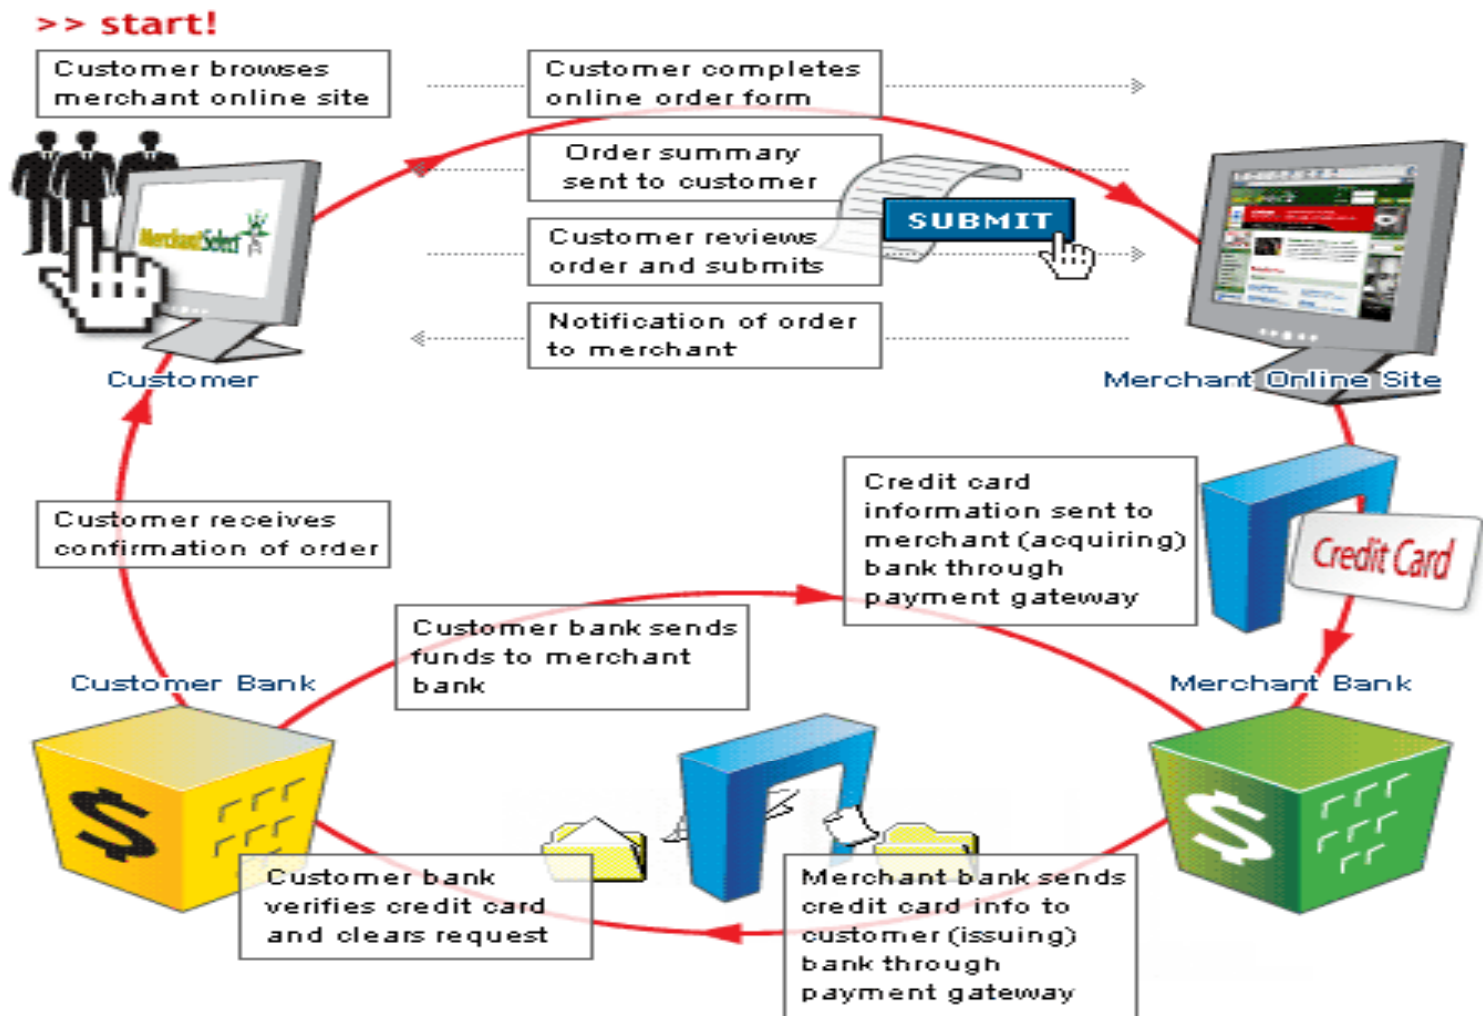 >> start!
Customer browses
merchant online site
Customer completes
online order form
Order summary
sent to customer
SUBMIT
Customer reviews
order and submits
Notification of order
to merchant
MerchantSelect
Customer
Merchant Online Site
Credit card
information sent to
merchant (acquiring)
bank through
payment gateway
Credit Card
Customer receives
confirmation of order
Customer bank sends
funds to merchant
bank
Customer Bank
Merchant Bank
$
$
Customer bank
verifies credit card
and clears request
Merchant bank sends
credit card info to
customer (issuing)
bank through
payment gateway